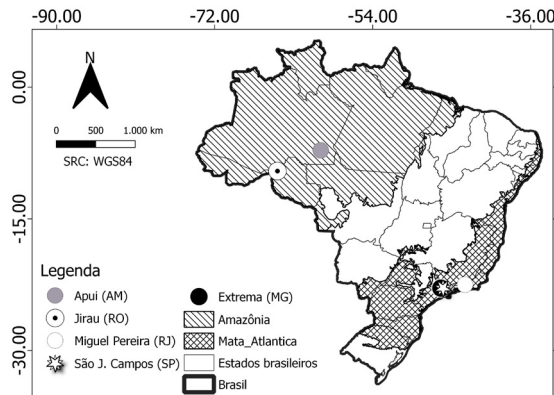 -90.00 -72.00 -54.00 -36.00
0.00
-15.00
-30.00
N
0 500 1.000 km
SRC: WGS84
Legenda
Apui (AM)
Jirau (RO)
Miguel Pereira (RJ)
São J. Campos (SP)
Extrema (MG)
Amazônia
Mata_Atlantica
Estados brasileiros
Brasil